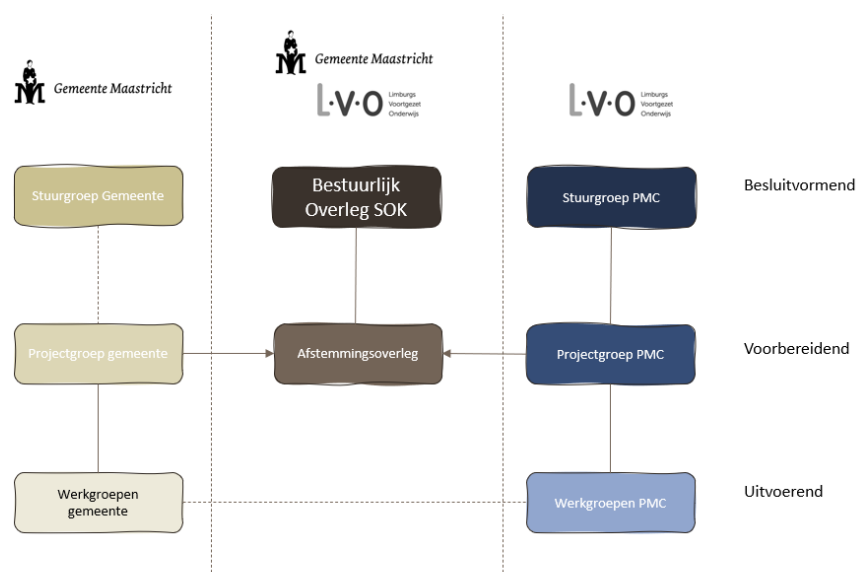 Gemeente Maastricht
Gemeente Maastricht
L·V·O Limburgs
Voortgezet
Onderwijs
L·V·O Limburgs
Voortgezet
Onderwijs
Stuurgroep Gemeente
Bestuurlijk
Overleg SOK
Stuurgroep PMC
Besluitvormend
Projectgroep gemeente
Afstemmingsoverleg
Projectgroep PMC
Voorbereidend
Werkgroepen
gemeente
Werkgroepen PMC
Uitvoerend